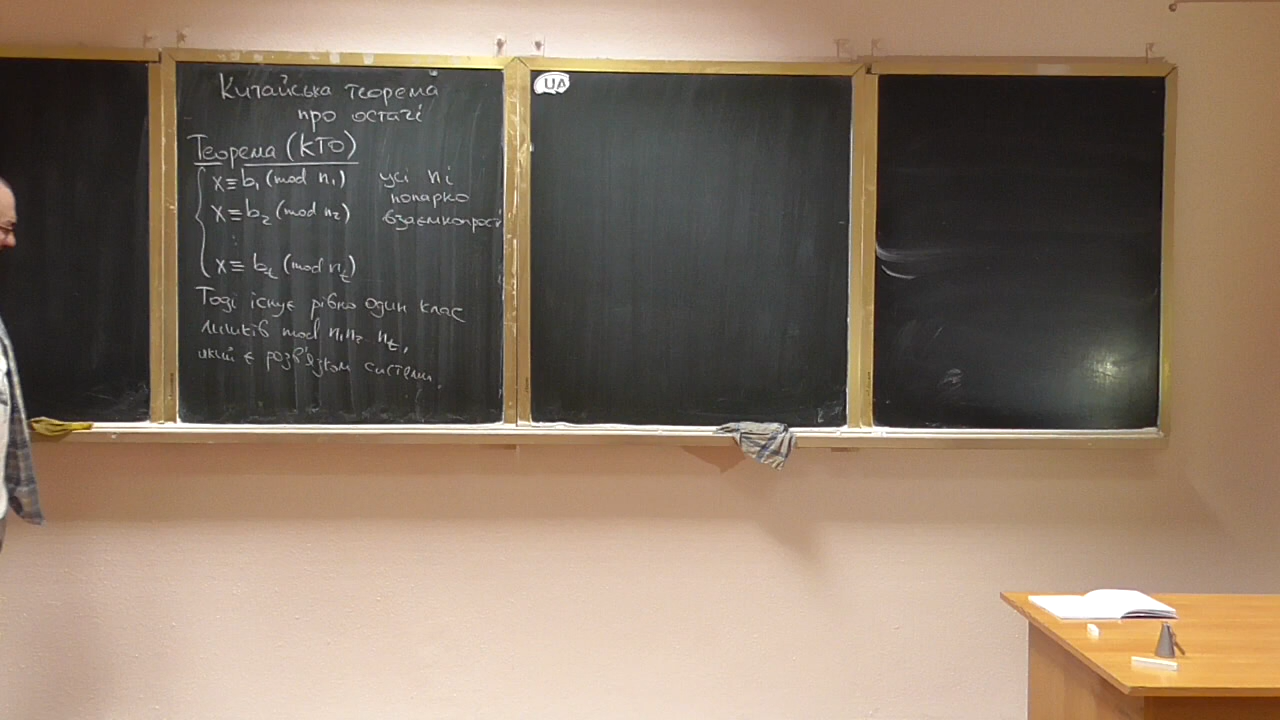 Китайська теорема
про остачі
Теорема (КТО)
x≡b₁ (mod n₁) усі nᵢ
попарко
x≡b₂ (mod n₂) взаємнопрості
⋮
x≡bₜ (mod nₜ)
Тоді існує рівно один клас
лишків mod n₁n₂ nₜ,
який є розв'язком системи.
UA